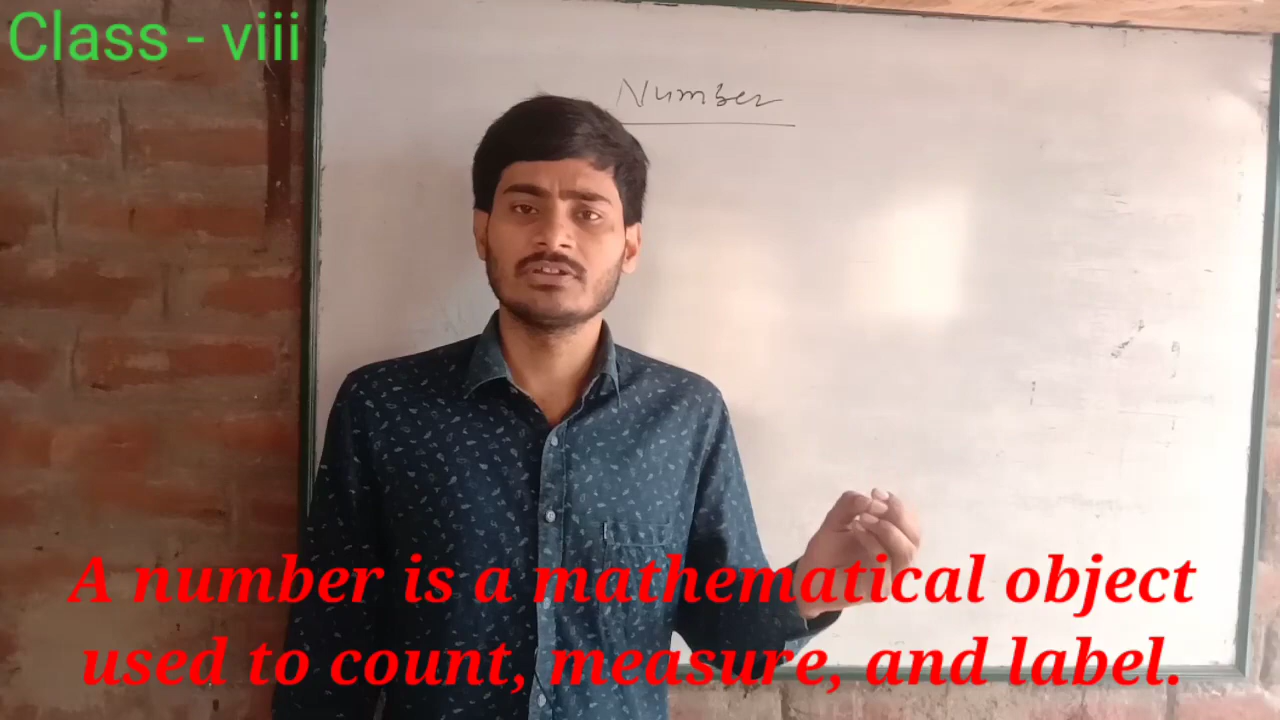 Class - viii
Number
A number is a mathematical object
used to count, measure, and label.